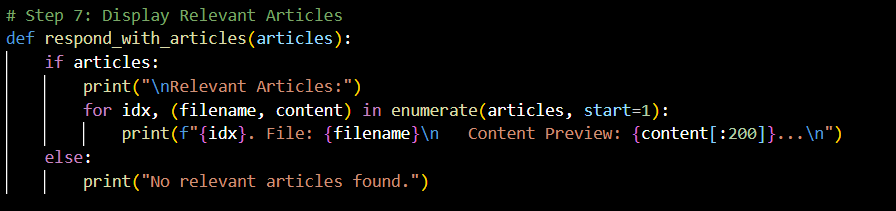 # Step 7: Display Relevant Articles
def respond_with_articles(articles):
    if articles:
        print("\nRelevant Articles:")
        for idx, (filename, content) in enumerate(articles, start=1):
            print(f"{idx}. File: {filename}\n   Content Preview: {content[:200]}...\n")
    else:
        print("No relevant articles found.")